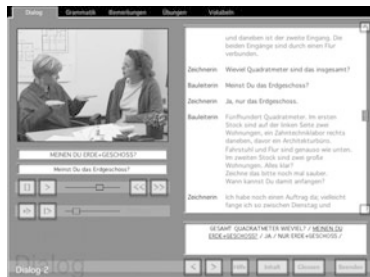 Dialog Grammatik Bemerkungen Übungen Vokabeln
und daneben ist der zweite Eingang. Die
beiden Eingänge sind durch einen Flur
verbunden.
Zeichnerin Wieviel Quadratmeter sind das insgesamt?
Bauleiterin Meinst Du das Erdgeschoss?
Zeichnerin Ja, nur das Erdgeschoss.
Bauleiterin Fünfhundert Quadratmeter. Im ersten
Stock sind auf der linken Seite zwei
Wohnungen, ein Zahntechniklabor rechts
daneben, davor ein Architekturbüro.
Fahrstuhl und Flur sind genauso wie unten.
Im zweiten Stock sind zwei große
Wohnungen. Alles klar?
Zeichne das bitte noch mal sauber.
Wann kannst Du damit anfangen?
Zeichnerin Ich habe noch einen Auftrag da; vielleicht
fange ich so zwischen Dienstag und
MEINEN DU ERDE+GESCHOSS?
Meinst Du das Erdgeschoss?
GESAMT QUADRATMETER WIEVIEL? / MEINEN DU
ERDE+GESCHOSS? / JA / NUR ERDE+GESCHOSS /
Dialog 2
< > Hilfe Inhalt Glossar Beenden